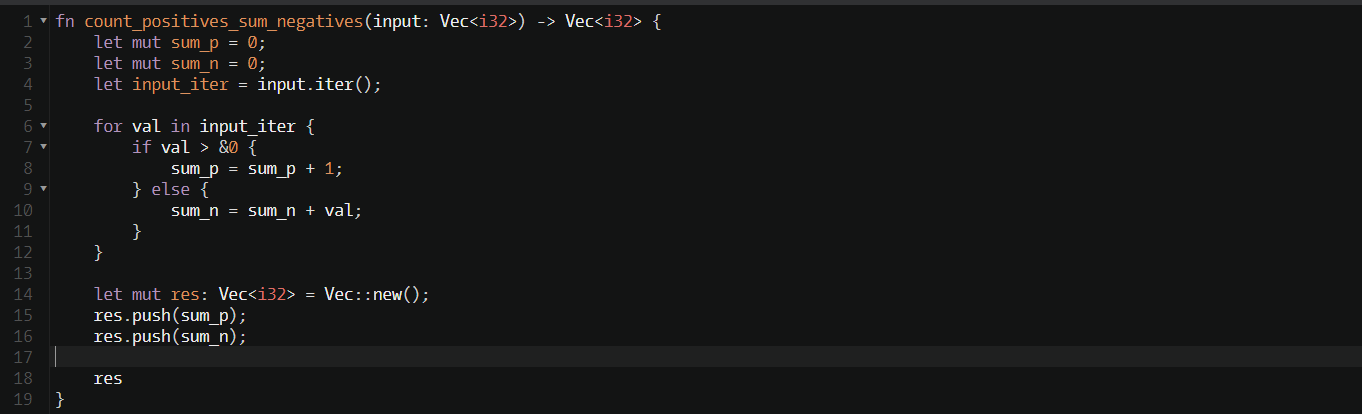 1 fn count_positives_sum_negatives(input: Vec<i32>) -> Vec<i32> {
2     let mut sum_p = 0;
3     let mut sum_n = 0;
4     let input_iter = input.iter();
5
6     for val in input_iter {
7         if val > &0 {
8             sum_p = sum_p + 1;
9         } else {
10             sum_n = sum_n + val;
11         }
12     }
13
14     let mut res: Vec<i32> = Vec::new();
15     res.push(sum_p);
16     res.push(sum_n);
17
18     res
19 }